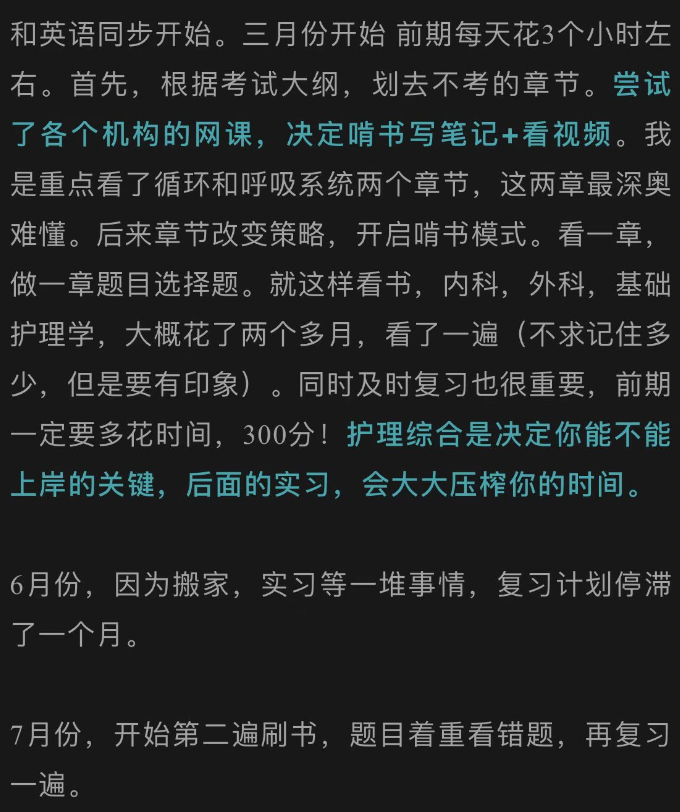 和英语同步开始。三月份开始 前期每天花3个小时左
右。首先，根据考试大纲，划去不考的章节。尝试
了各个机构的网课，决定啃书写笔记+看视频。我
是重点看了循环和呼吸系统两个章节，这两章最深奥
难懂。后来章节改变策略，开启啃书模式。看一章，
做一章题目选择题。就这样看书，内科，外科，基础
护理学，大概花了两个多月，看了一遍（不求记住多
少，但是要有印象）。同时及时复习也很重要，前期
一定要多花时间，300分！护理综合是决定你能不能
上岸的关键，后面的实习，会大大压榨你的时间。
6月份，因为搬家，实习等一堆事情，复习计划停滞
了一个月。
7月份，开始第二遍刷书，题目着重看错题，再复习
一遍。